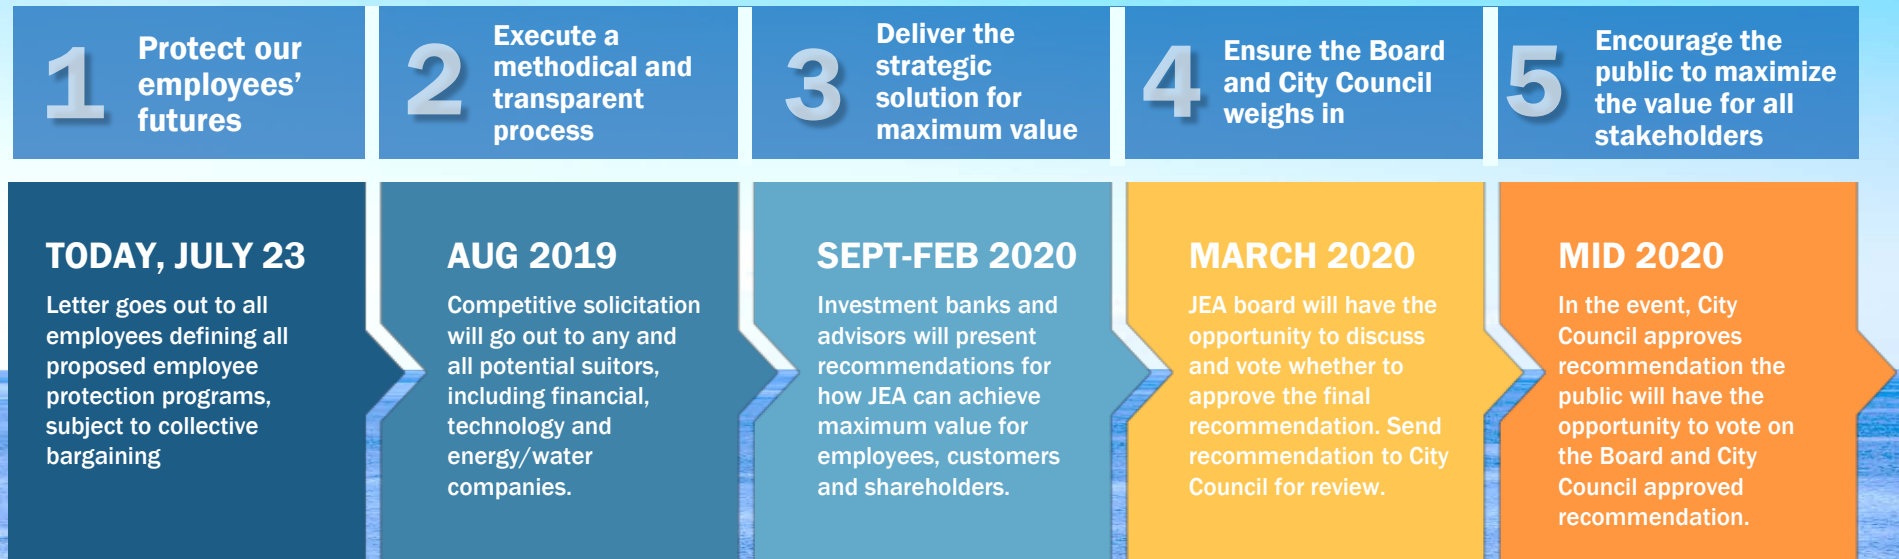 1
Protect our
employees'
futures
2
Execute a
methodical and
transparent
process
3
Deliver the
strategic
solution for
maximum value
4
Ensure the Board
and City Council
weighs in
5
Encourage the
public to maximize
the value for all
stakeholders
TODAY, JULY 23
Letter goes out to all
employees defining all
proposed employee
protection programs,
subject to collective
bargaining
AUG 2019
Competitive solicitation
will go out to any and
all potential suitors,
including financial,
technology and
energy/water
companies.
SEPT-FEB 2020
Investment banks and
advisors will present
recommendations for
how JEA can achieve
maximum value for
employees, customers
and shareholders.
MARCH 2020
JEA board will have the
opportunity to discuss
and vote whether to
approve the final
recommendation. Send
recommendation to City
Council for review.
MID 2020
In the event, City
Council approves
recommendation the
public will have the
opportunity to vote on
the Board and City
Council approved
recommendation.